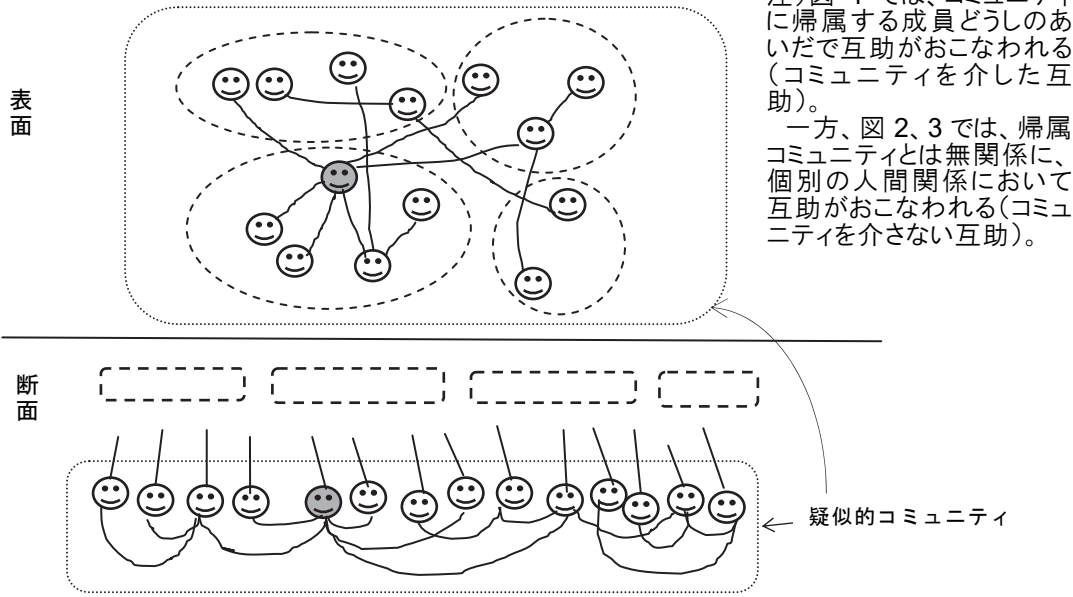 に帰属する成員どうしのあ
いだで互助がおこなわれる
(コミュニティを介した互
助)。
一方、図 2、3 では、帰属
コミュニティとは無関係に、
個別の人間関係において
互助がおこなわれる(コミュ
ニティを介さない互助)。
表面
断面
疑似的コミュニティ